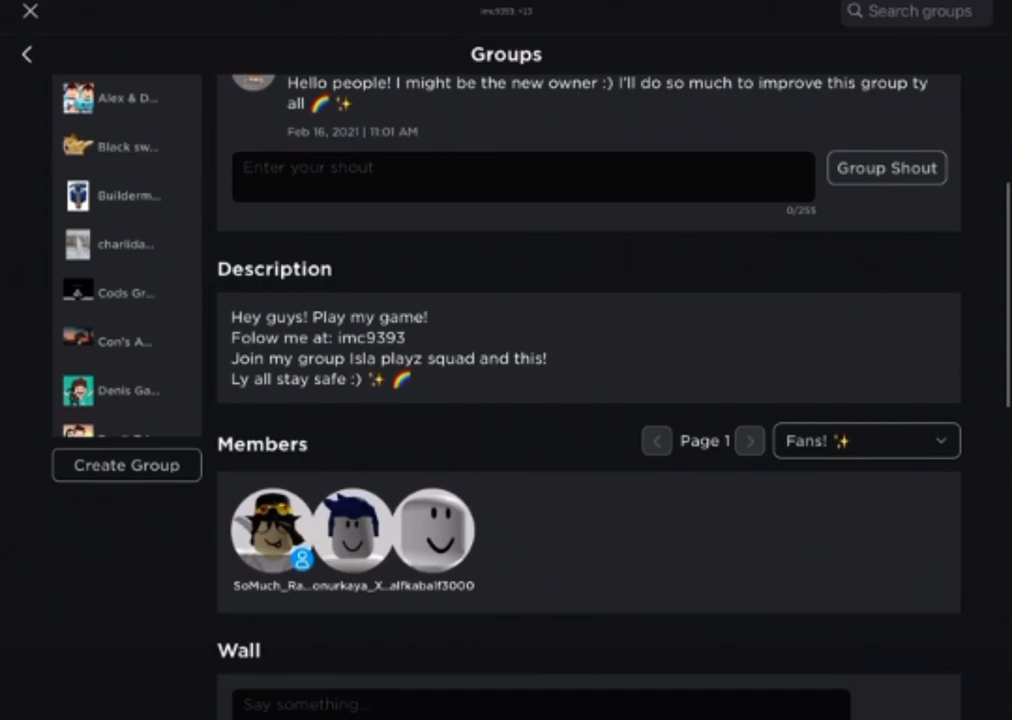 imc9393: <13
Search groups
Groups
Alex & D...
Black sw...
Builderm...
charlida...
Cods Gr...
Con's A...
Denis Ga...
Create Group
Hello people! I might be the new owner :) I'll do so much to improve this group ty
all 🌈 ✨
Feb 16, 2021 | 11:01 AM
Enter your shout
Group Shout
0/255
Description
Hey guys! Play my game!
Folow me at: imc9393
Join my group Isla playz squad and this!
Ly all stay safe :) ✨ 🌈
Members
Page 1
Fans! ✨
SoMuch_Ra...
onurkaya_X...
alfkabalf3000
Wall
Say something...